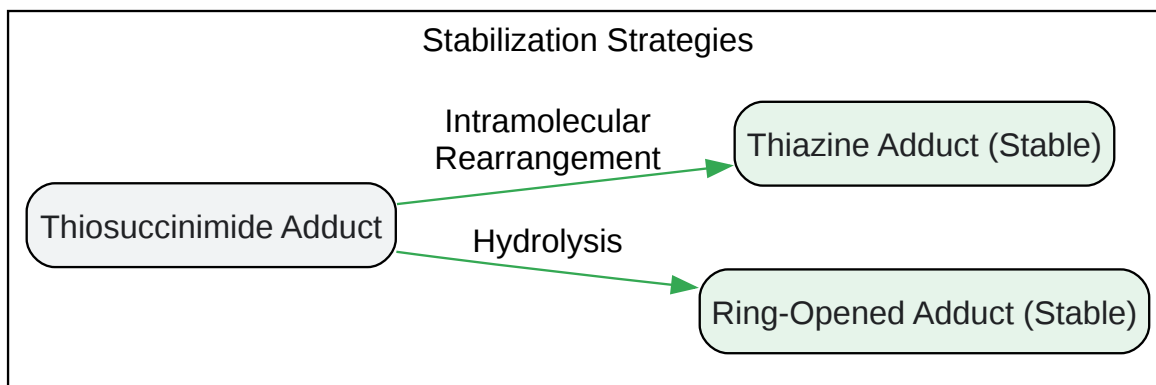 Stabilization Strategies
Intramolecular
Rearrangement
Thiazine Adduct (Stable)
Thiosuccinimide Adduct
Hydrolysis
Ring-Opened Adduct (Stable)